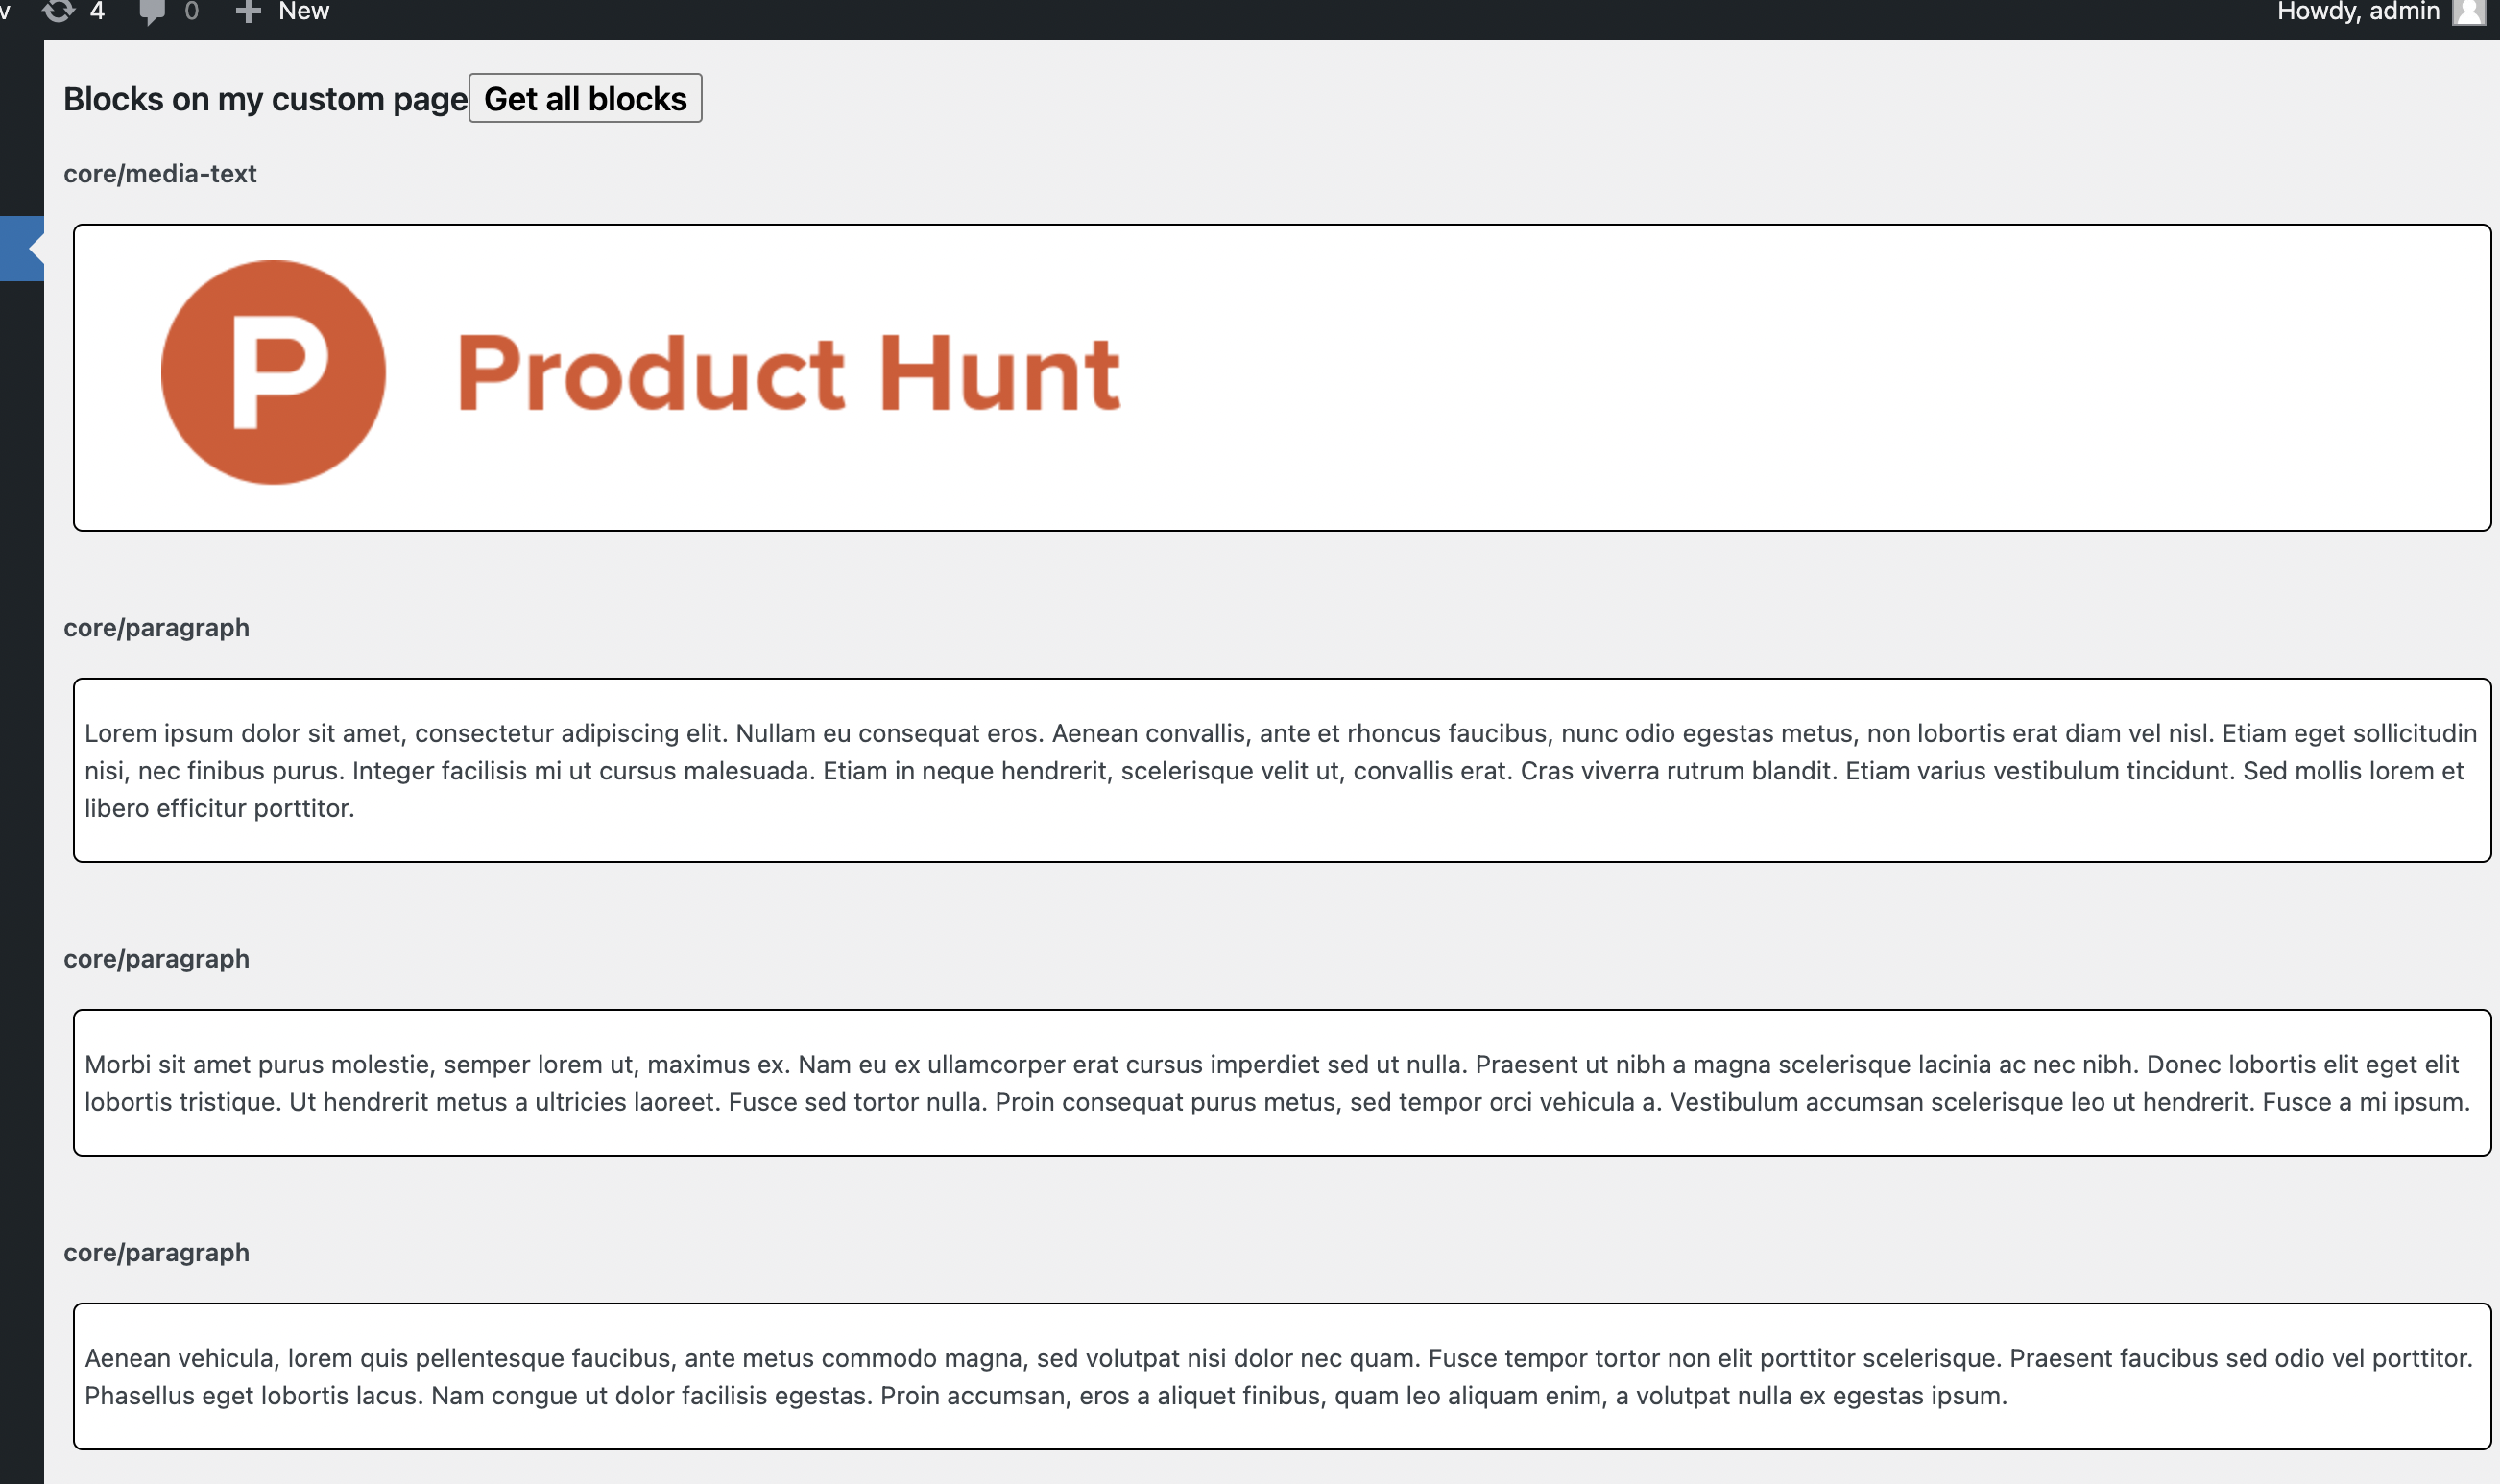 4 0 New Howdy, admin
Blocks on my custom page Get all blocks
core/media-text
P Product Hunt
core/paragraph
Lorem ipsum dolor sit amet, consectetur adipiscing elit. Nullam eu consequat eros. Aenean convallis, ante et rhoncus faucibus, nunc odio egestas metus, non lobortis erat diam vel nisl. Etiam eget sollicitudin
nisi, nec finibus purus. Integer facilisis mi ut cursus malesuada. Etiam in neque hendrerit, scelerisque velit ut, convallis erat. Cras viverra rutrum blandit. Etiam varius vestibulum tincidunt. Sed mollis lorem et
libero efficitur porttitor.
core/paragraph
Morbi sit amet purus molestie, semper lorem ut, maximus ex. Nam eu ex ullamcorper erat cursus imperdiet sed ut nulla. Praesent ut nibh a magna scelerisque lacinia ac nec nibh. Donec lobortis elit eget elit
lobortis tristique. Ut hendrerit metus a ultricies laoreet. Fusce sed tortor nulla. Proin consequat purus metus, sed tempor orci vehicula a. Vestibulum accumsan scelerisque leo ut hendrerit. Fusce a mi ipsum.
core/paragraph
Aenean vehicula, lorem quis pellentesque faucibus, ante metus commodo magna, sed volutpat nisi dolor nec quam. Fusce tempor tortor non elit porttitor scelerisque. Praesent faucibus sed odio vel porttitor.
Phasellus eget lobortis lacus. Nam congue ut dolor facilisis egestas. Proin accumsan, eros a aliquet finibus, quam leo aliquam enim, a volutpat nulla ex egestas ipsum.